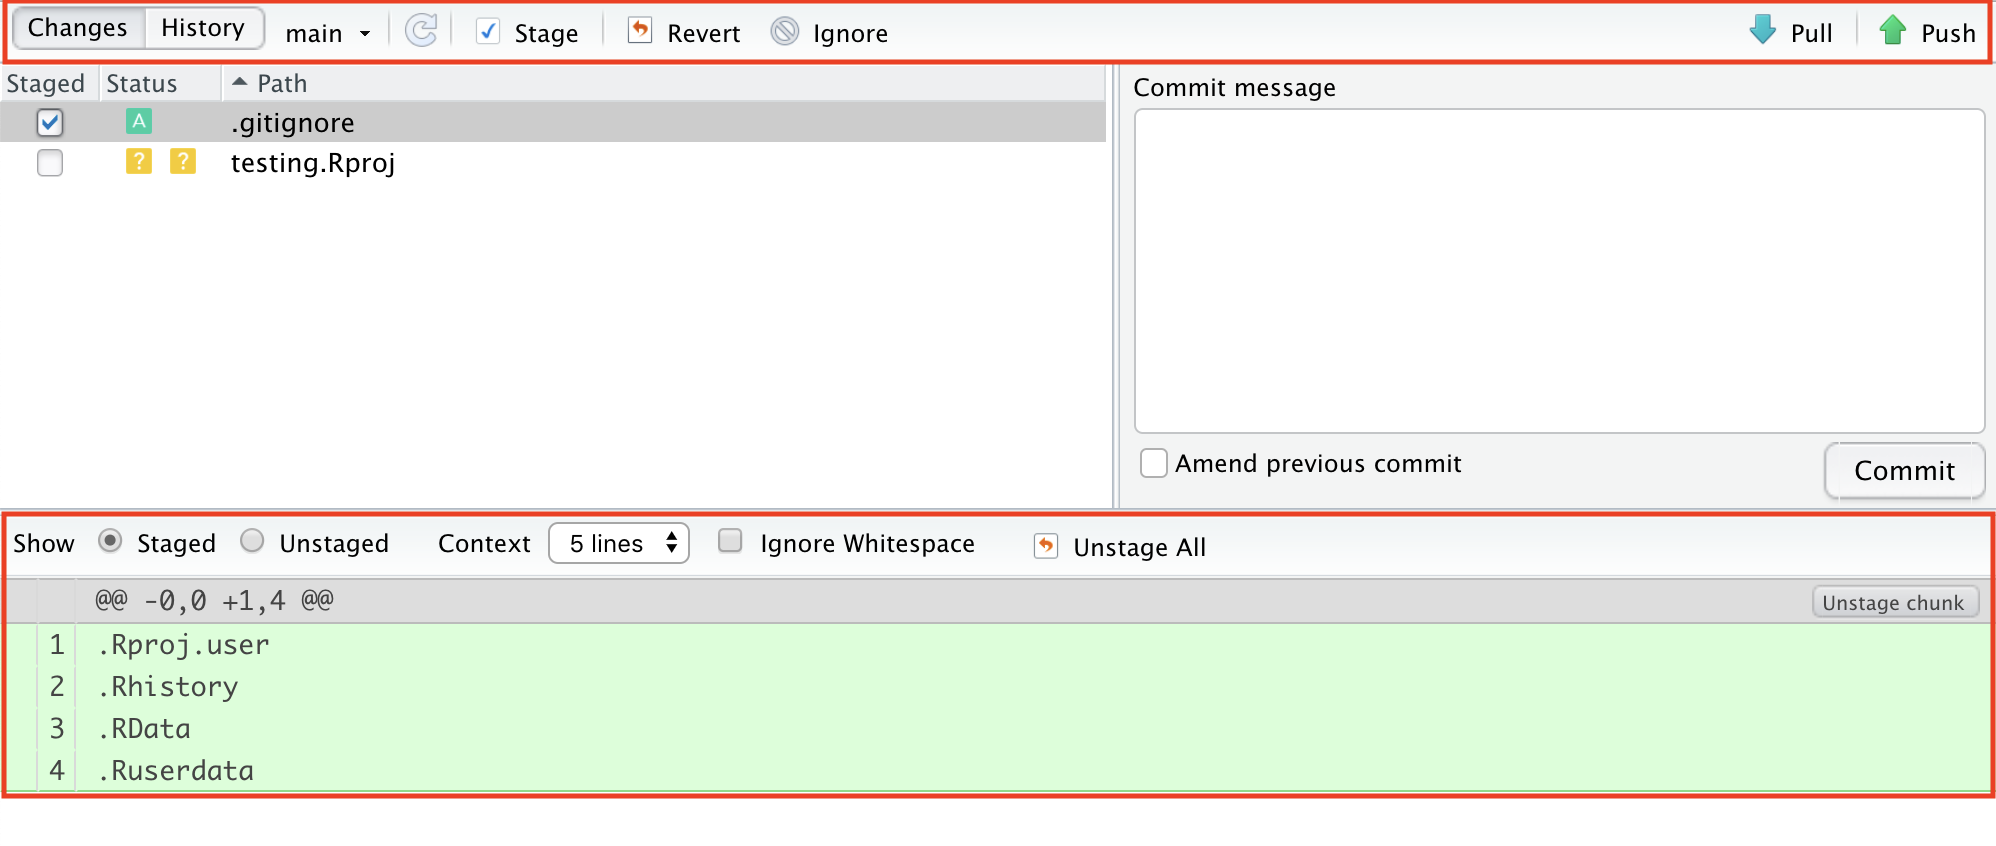 Changes History main Stage Revert Ignore Pull Push
Staged Status Path
A .gitignore
? ? testing.Rproj
Commit message
Amend previous commit
Commit
Show Staged Unstaged Context 5 lines Ignore Whitespace Unstage All
@@ -0,0 +1,4 @@ Unstage chunk
1 .Rproj.user
2 .Rhistory
3 .RData
4 .Ruserdata